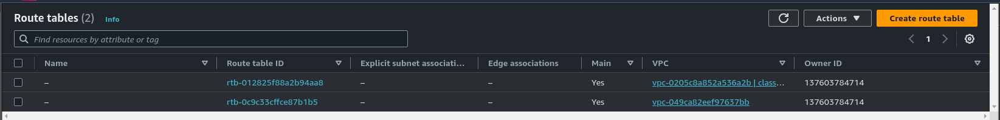 Route tables (2) Info
Actions Create route table
Find resources by attribute or tag
1
Name Route table ID Explicit subnet associati... Edge associations Main VPC Owner ID
– rtb-012825f88a2b94aa8 – – Yes vpc-0205c8a852a536a2b | class... 137603784714
– rtb-0c9c33cffce87b1b5 – – Yes vpc-049ca82eef97637bb 137603784714